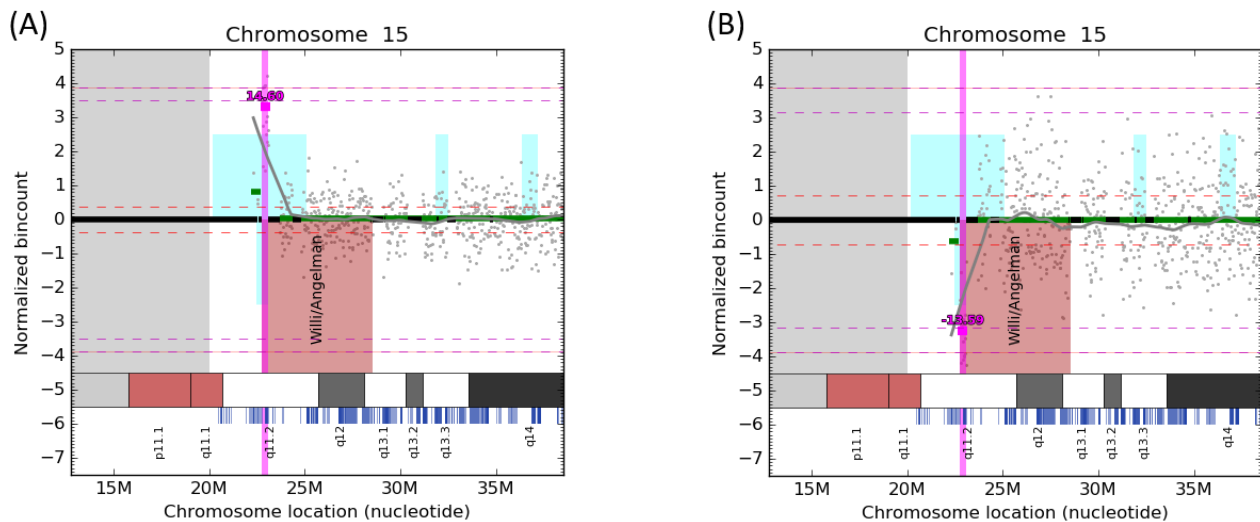 (A)
Chromosome 15
Normalized bincount
5
4
3
2
1
0
−1
−2
−3
−4
−5
−6
−7
14.60
Willi/Angelman
p11.1
q11.1
q11.2
q12
q13.1
q13.2
q13.3
q14
15M 20M 25M 30M 35M
Chromosome location (nucleotide)
(B)
Chromosome 15
Normalized bincount
5
4
3
2
1
0
−1
−2
−3
−4
−5
−6
−7
-13.59
Willi/Angelman
p11.1
q11.1
q11.2
q12
q13.1
q13.2
q13.3
q14
15M 20M 25M 30M 35M
Chromosome location (nucleotide)